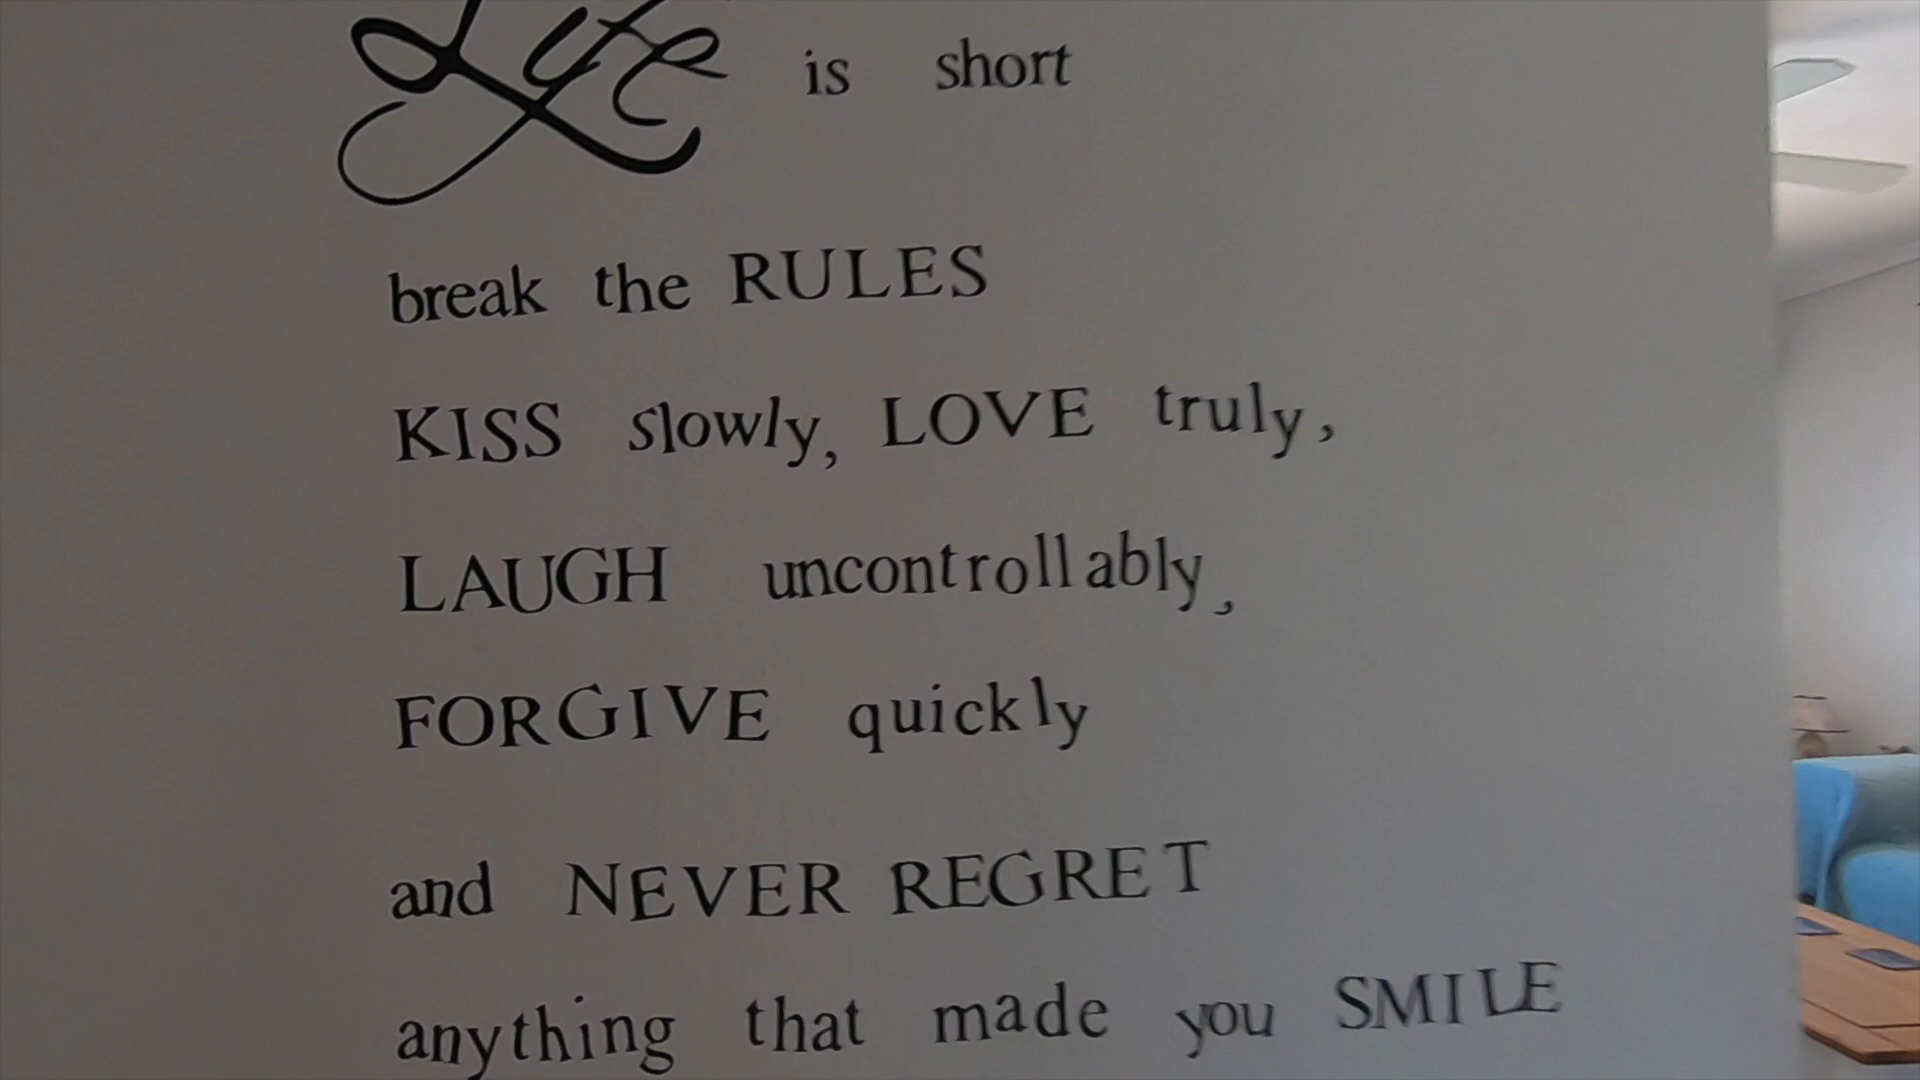 Life is short
break the RULES
KISS slowly, LOVE truly,
LAUGH uncontrollably,
FORGIVE quickly
and NEVER REGRET
anything that made you SMILE